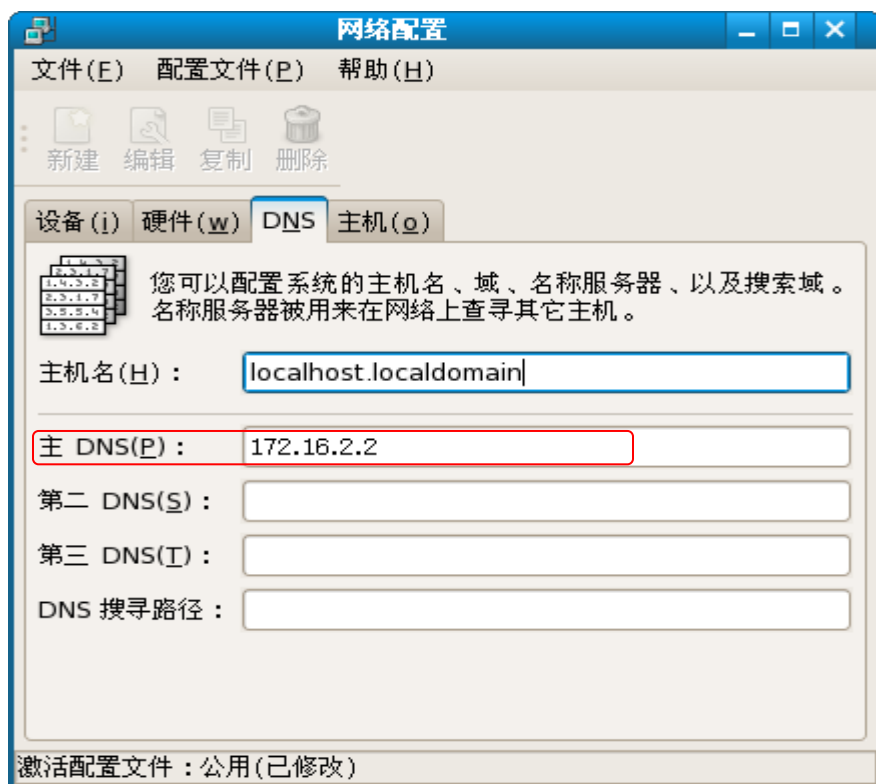 网络配置
文件(F) 配置文件(P) 帮助(H)
新建 编辑 复制 删除
设备(i) 硬件(w) DNS 主机(o)
您可以配置系统的主机名、域、名称服务器、以及搜索域。
名称服务器被用来在网络上查寻其它主机。
主机名(H)：localhost.localdomain
主 DNS(P)：172.16.2.2
第二 DNS(S)：
第三 DNS(T)：
DNS 搜寻路径：
激活配置文件：公用(已修改)